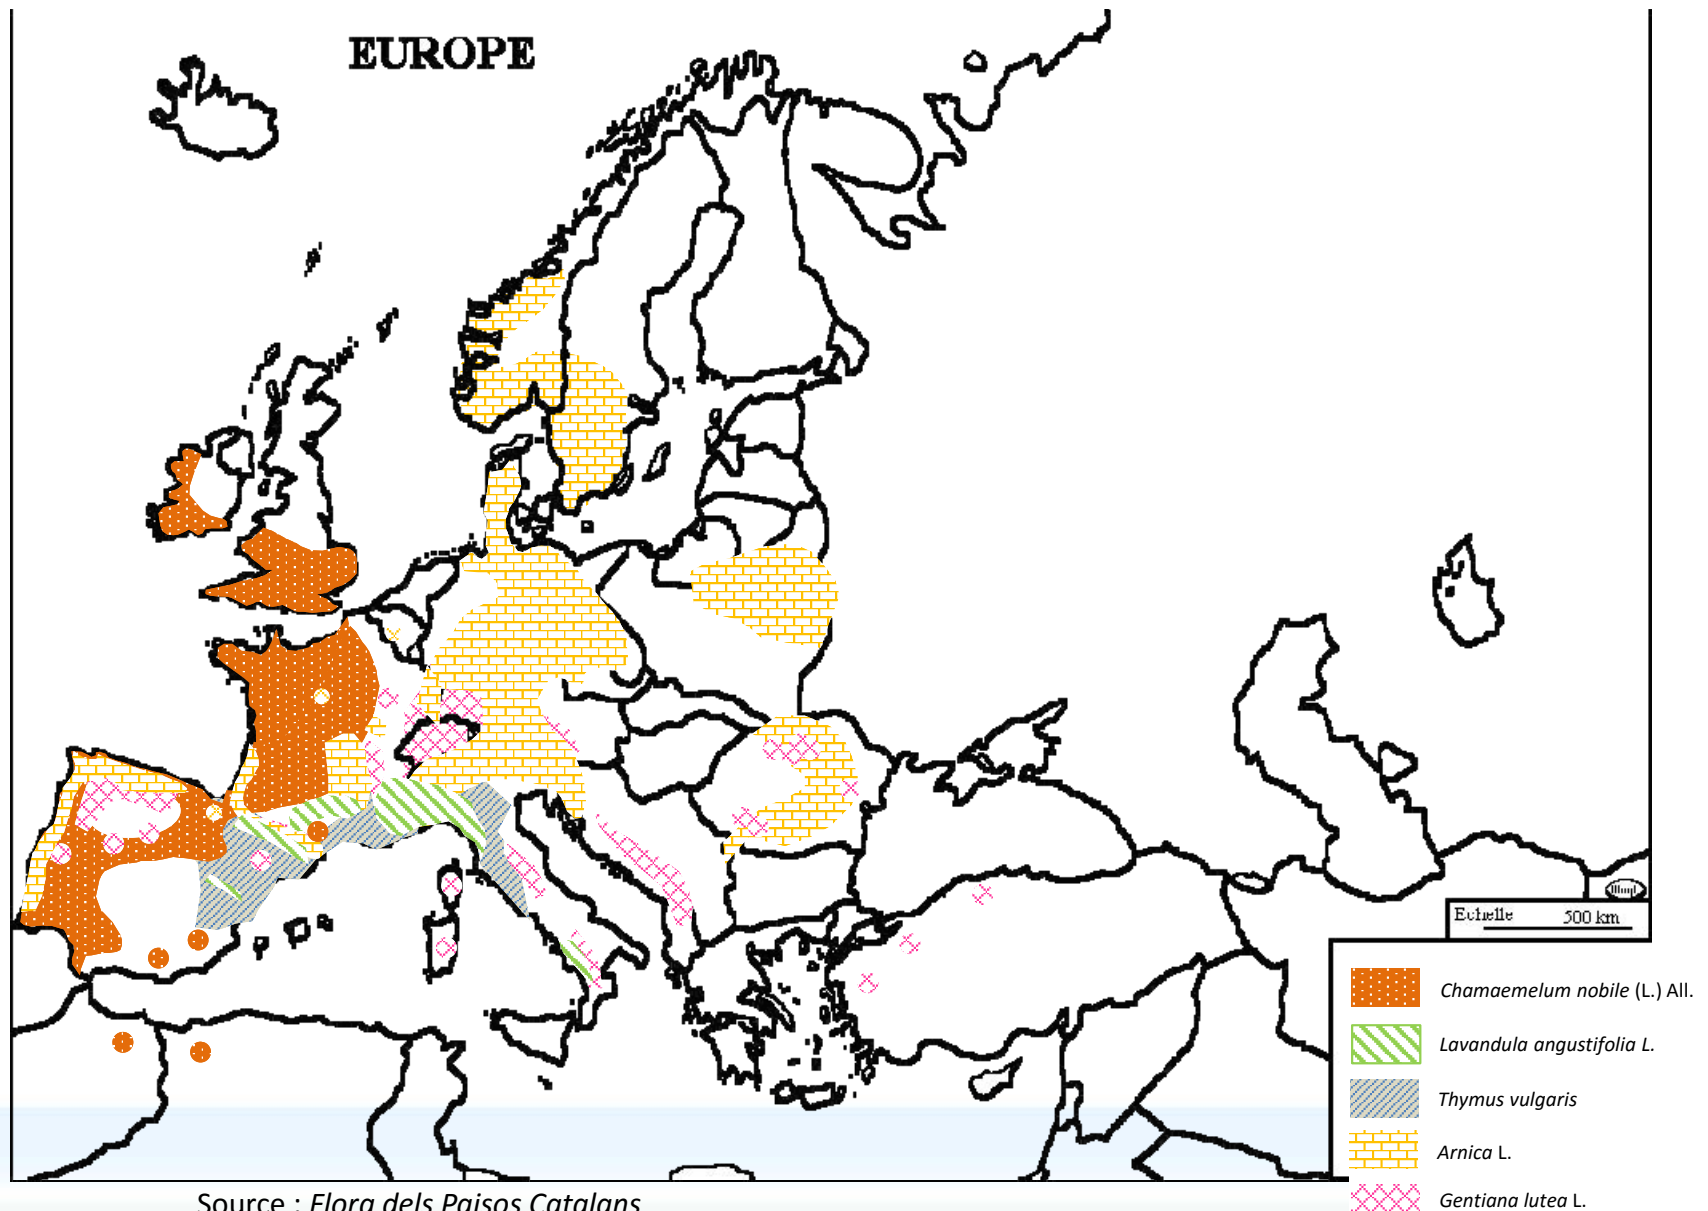 EUROPE
Echelle 500 km
Chamaemelum nobile (L.) All.
Lavandula angustifolia L.
Thymus vulgaris
Arnica L.
Gentiana lutea L.
Source : Flora dels Paisos Catalans